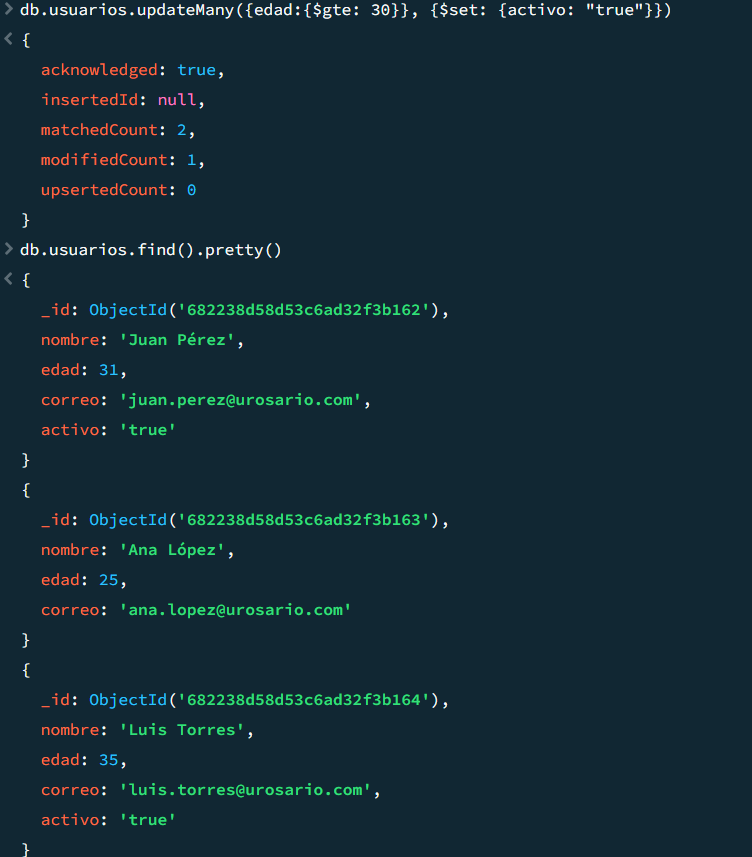 > db.usuarios.updateMany({edad:{$gte: 30}}, {$set: {activo: "true"}})
< {
acknowledged: true,
insertedId: null,
matchedCount: 2,
modifiedCount: 1,
upsertedCount: 0
}
> db.usuarios.find().pretty()
< {
_id: ObjectId('682238d58d53c6ad32f3b162'),
nombre: 'Juan Pérez',
edad: 31,
correo: 'juan.perez@urosario.com',
activo: 'true'
}
{
_id: ObjectId('682238d58d53c6ad32f3b163'),
nombre: 'Ana López',
edad: 25,
correo: 'ana.lopez@urosario.com'
}
{
_id: ObjectId('682238d58d53c6ad32f3b164'),
nombre: 'Luis Torres',
edad: 35,
correo: 'luis.torres@urosario.com',
activo: 'true'
}